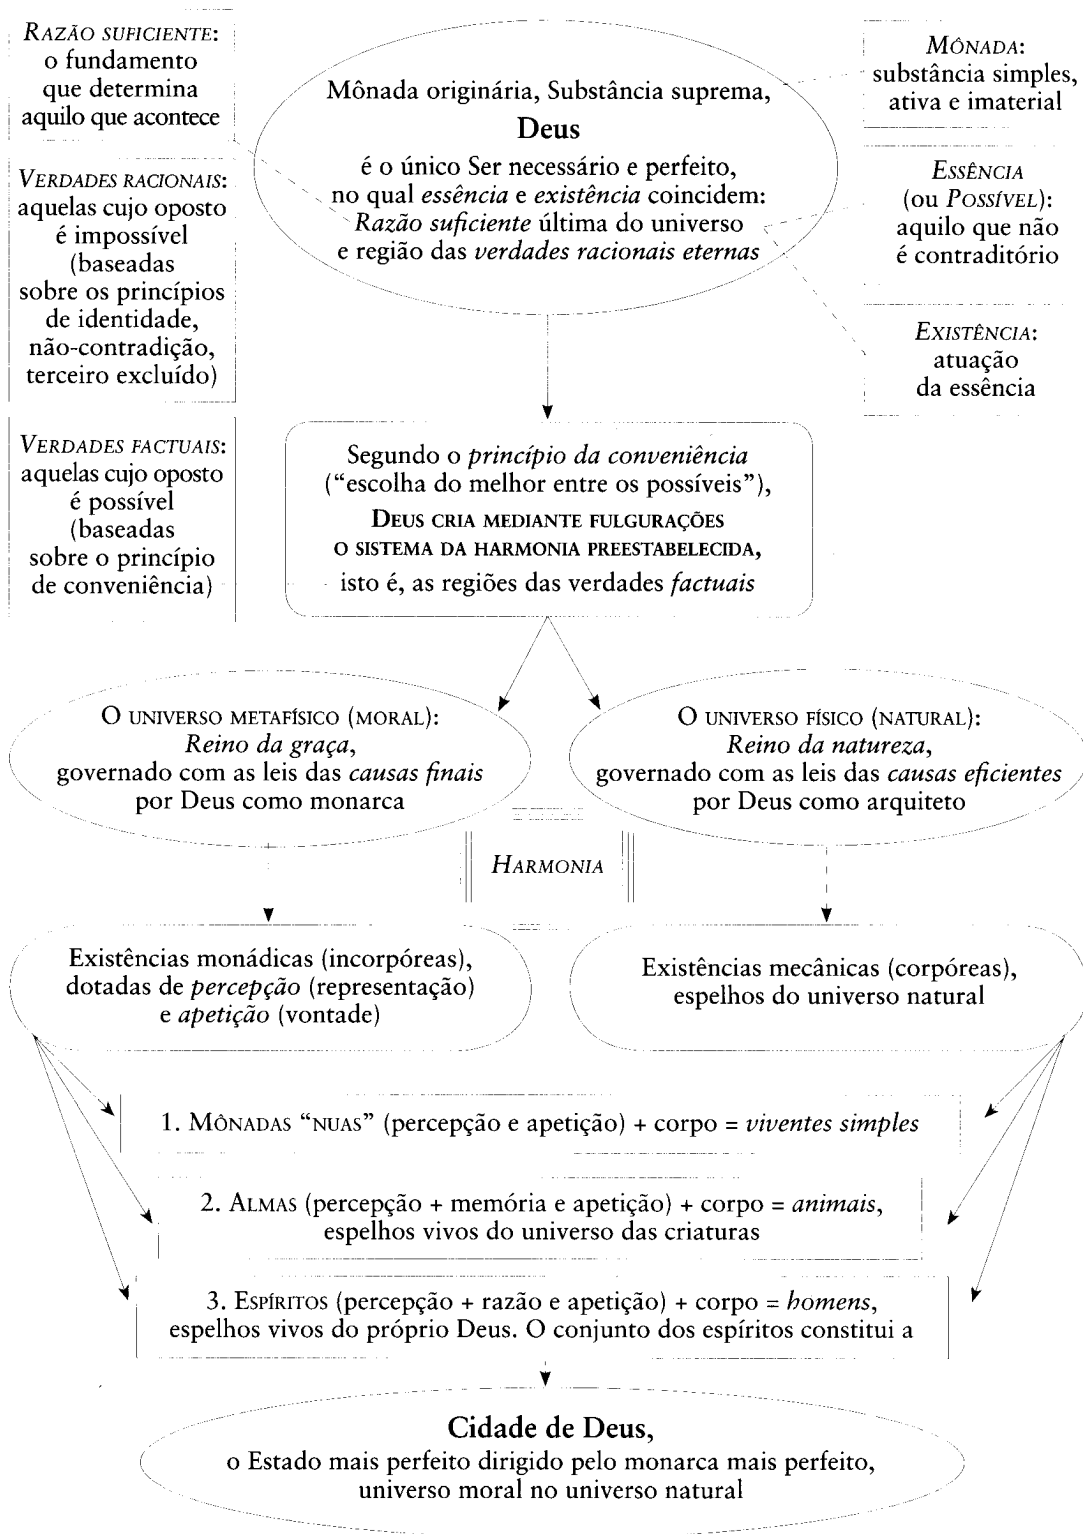 RAZÃO SUFICIENTE:
o fundamento
que determina
aquilo que acontece
Mônada originária, Substância suprema,
Deus
é o único Ser necessário e perfeito,
no qual essência e existência coincidem:
Razão suficiente última do universo
e região das verdades racionais eternas
MÔNADA:
substância simples,
ativa e imaterial
ESSÊNCIA
(ou POSSÍVEL):
aquilo que não
é contraditório
EXISTÊNCIA:
atuação
da essência
VERDADES RACIONAIS:
aquelas cujo oposto
é impossível
(baseadas
sobre os princípios
de identidade,
não-contradição,
terceiro excluído)
VERDADES FACTUAIS:
aquelas cujo oposto
é possível
(baseadas
sobre o princípio
de conveniência)
Segundo o princípio da conveniência
(“escolha do melhor entre os possíveis”),
DEUS CRIA MEDIANTE FULGURAÇÕES
O SISTEMA DA HARMONIA PREESTABELECIDA,
isto é, as regiões das verdades factuais
O UNIVERSO METAFÍSICO (MORAL):
Reino da graça,
governado com as leis das causas finais
por Deus como monarca
O UNIVERSO FÍSICO (NATURAL):
Reino da natureza,
governado com as leis das causas eficientes
por Deus como arquiteto
HARMONIA
Existências monádicas (incorpóreas),
dotadas de percepção (representação)
e apetição (vontade)
Existências mecânicas (corpóreas),
espelhos do universo natural
1. MÔNADAS “NUAS” (percepção e apetição) + corpo = viventes simples
2. ALMAS (percepção + memória e apetição) + corpo = animais,
espelhos vivos do universo das criaturas
3. ESPÍRITOS (percepção + razão e apetição) + corpo = homens,
espelhos vivos do próprio Deus. O conjunto dos espíritos constitui a
Cidade de Deus,
o Estado mais perfeito dirigido pelo monarca mais perfeito,
universo moral no universo natural